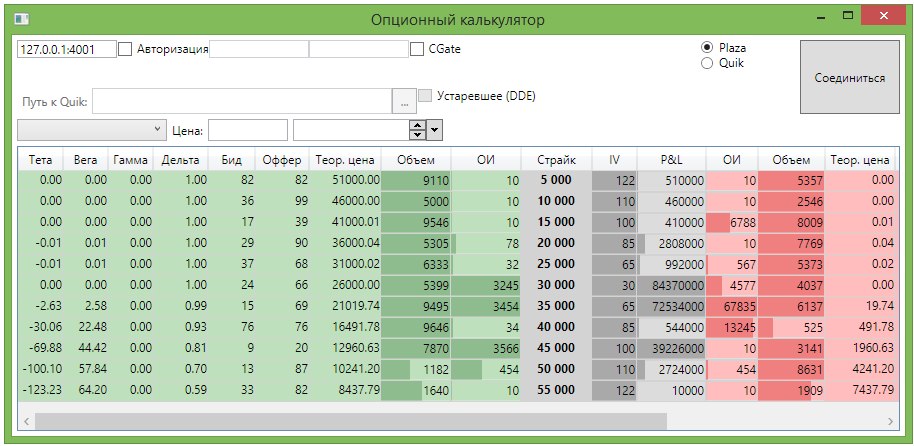 Опционный калькулятор
127.0.0.1:4001 Авторизация CGate Plaza
Quik
Соединиться
Путь к Quik: ... Устаревшее (DDE)
Цена:
Тета Вега Гамма Дельта Бид Оффер Теор. цена Объем ОИ Страйк IV P&L ОИ Объем Теор. цена
0.00 0.00 0.00 1.00 82 82 51000.00 9110 10 5 000 122 510000 10 5357 0.00
0.00 0.00 0.00 1.00 36 99 46000.00 5000 10 10 000 110 460000 10 2546 0.00
0.00 0.00 0.00 1.00 17 39 41000.01 9546 10 15 000 100 410000 6788 8009 0.01
-0.01 0.01 0.00 1.00 29 90 36000.04 5305 78 20 000 85 2808000 10 7769 0.04
-0.01 0.01 0.00 1.00 37 68 31000.02 6333 32 25 000 65 992000 567 5373 0.02
0.00 0.00 0.00 1.00 24 66 26000.00 5399 3245 30 000 30 84370000 4577 4037 0.00
-2.63 2.58 0.00 0.99 15 69 21019.74 9495 3454 35 000 65 72534000 67835 6137 19.74
-30.06 22.48 0.00 0.93 76 76 16491.78 9646 34 40 000 85 544000 13245 525 491.78
-69.88 44.42 0.00 0.81 9 20 12960.63 7870 3566 45 000 100 39226000 10 3141 1960.63
-100.10 57.84 0.00 0.70 13 87 10241.20 1182 454 50 000 110 2724000 454 8631 4241.20
-123.23 64.20 0.00 0.59 33 82 8437.79 1640 10 55 000 122 10000 10 1909 7437.79